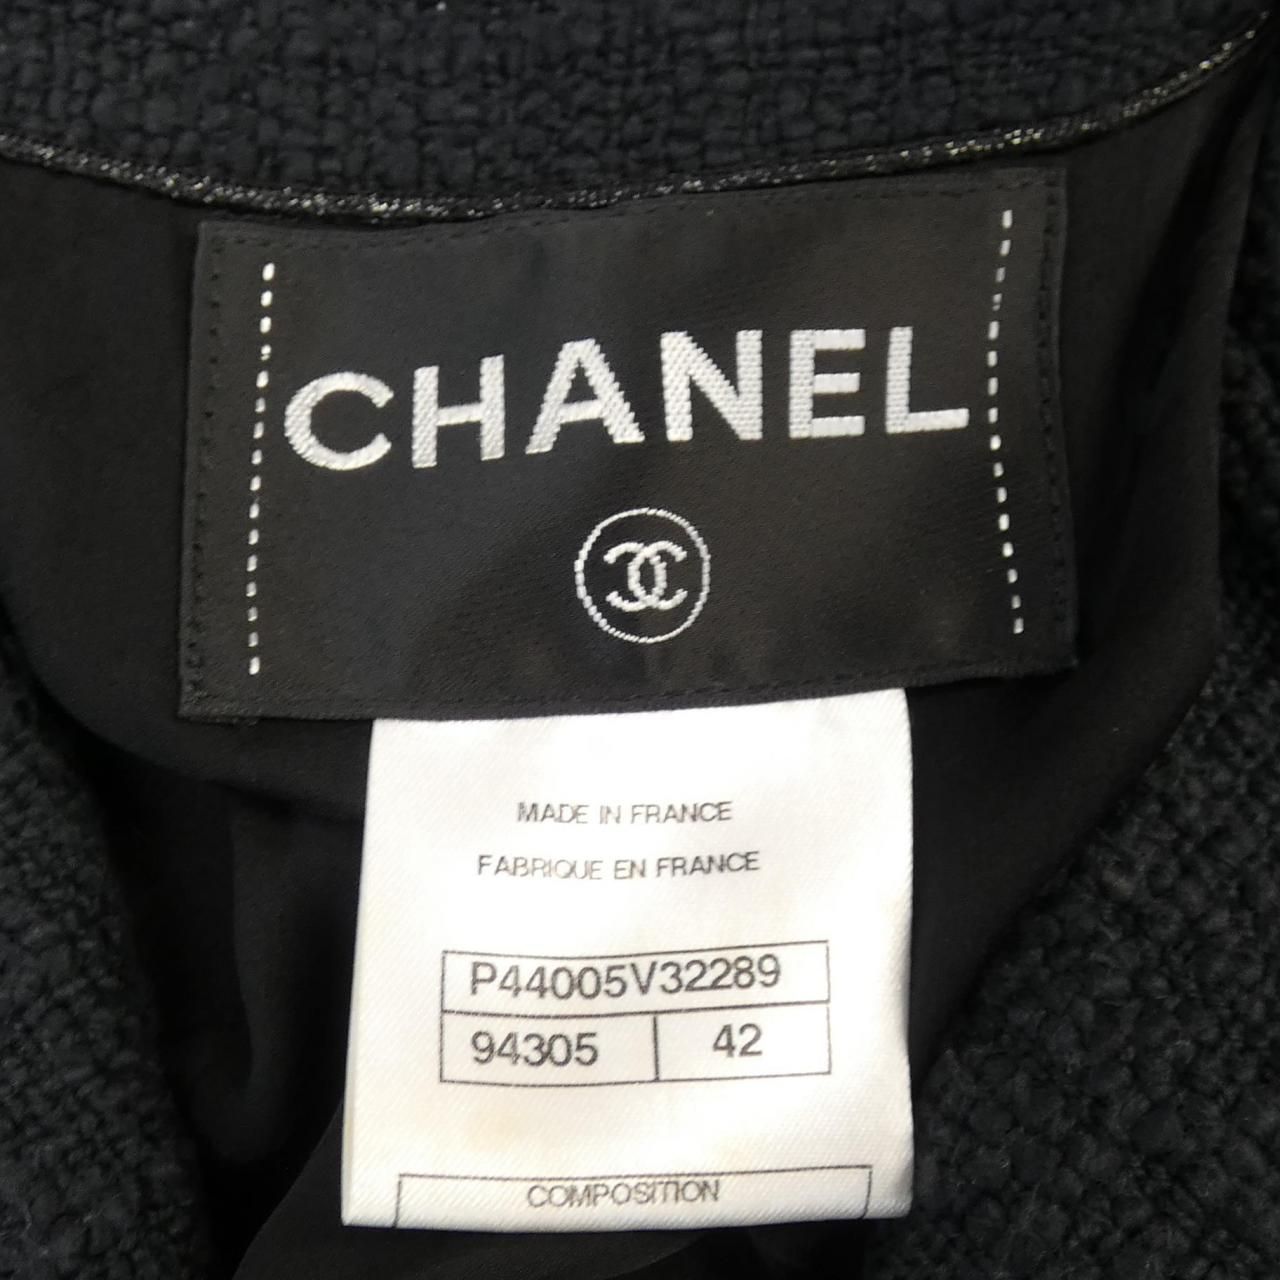 CHANEL
MADE IN FRANCE
FABRIQUE EN FRANCE
P44005V32289
94305 42
COMPOSITION